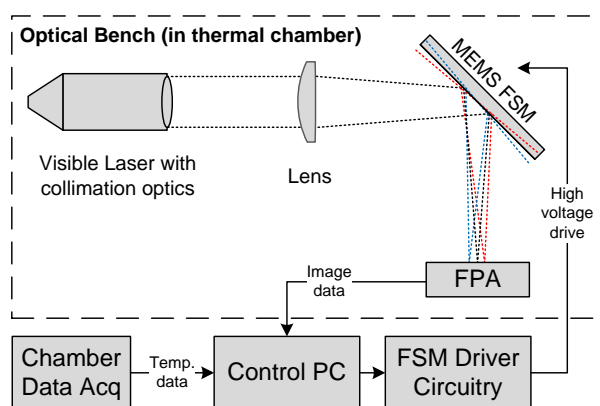 Optical Bench (in thermal chamber)
MEMS FSM
Visible Laser with
collimation optics
Lens
High
voltage
drive
Image
data
FPA
Chamber
Data Acq
Temp.
data
Control PC
FSM Driver
Circuitry